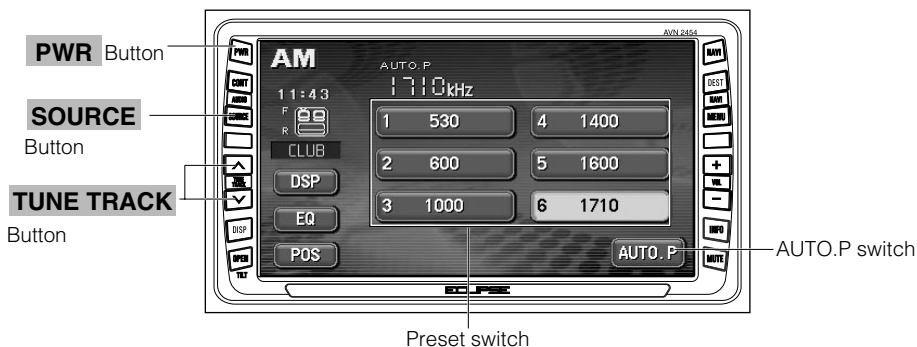 AVN 2454
PWR Button
PWR
NAVI
AM
AUTO.P
1710kHz
CONT
DEST
11:43
AUDIO
SOURCE
NAVI
MENU
SOURCE
Button
F
R
1 530
4 1400
CLUB
2 600
5 1600
+
VOL
−
DSP
TUNE
TRACK
TUNE TRACK
Button
3 1000
6 1710
EQ
DISP
INFO
POS
AUTO.P
AUTO.P switch
OPEN
TILT
MUTE
ECLIPSE
Preset switch